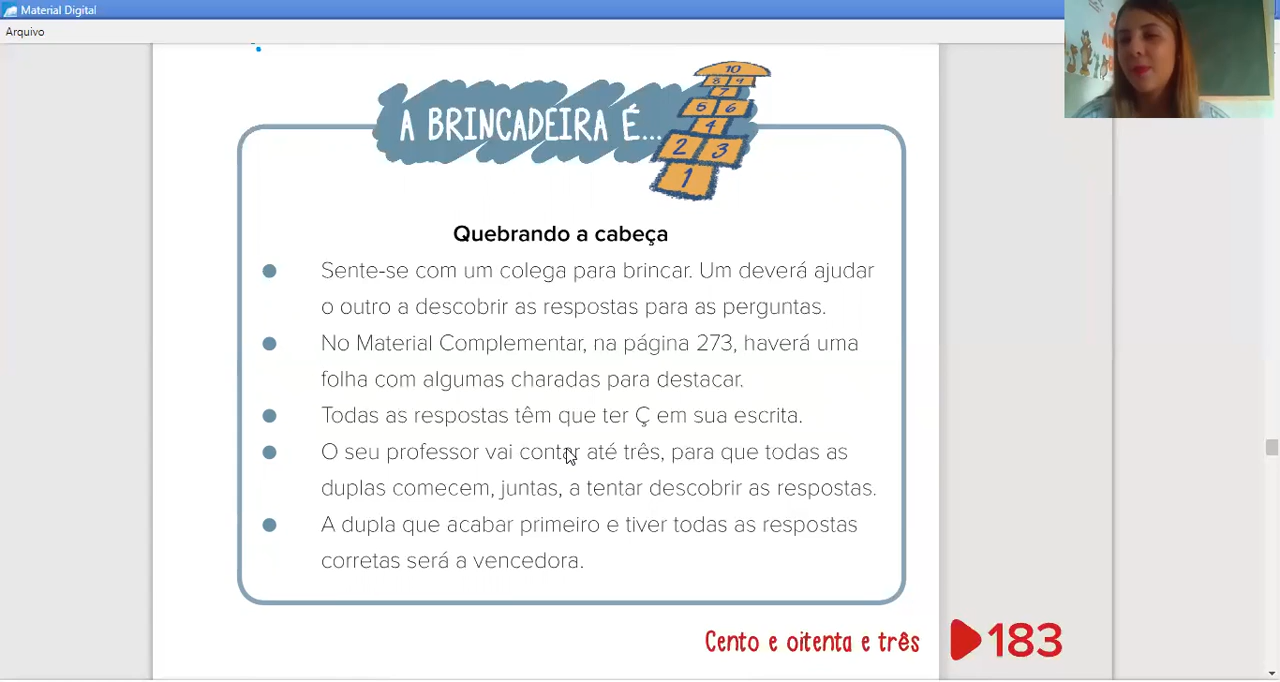 Material Digital
Arquivo
A BRINCADEIRA É...
10
8 9
7
5 6
4
2 3
1
Quebrando a cabeça
Sente-se com um colega para brincar. Um deverá ajudar
o outro a descobrir as respostas para as perguntas.
No Material Complementar, na página 273, haverá uma
folha com algumas charadas para destacar.
Todas as respostas têm que ter Ç em sua escrita.
O seu professor vai contar até três, para que todas as
duplas comecem, juntas, a tentar descobrir as respostas.
A dupla que acabar primeiro e tiver todas as respostas
corretas será a vencedora.
Cento e oitenta e três
183